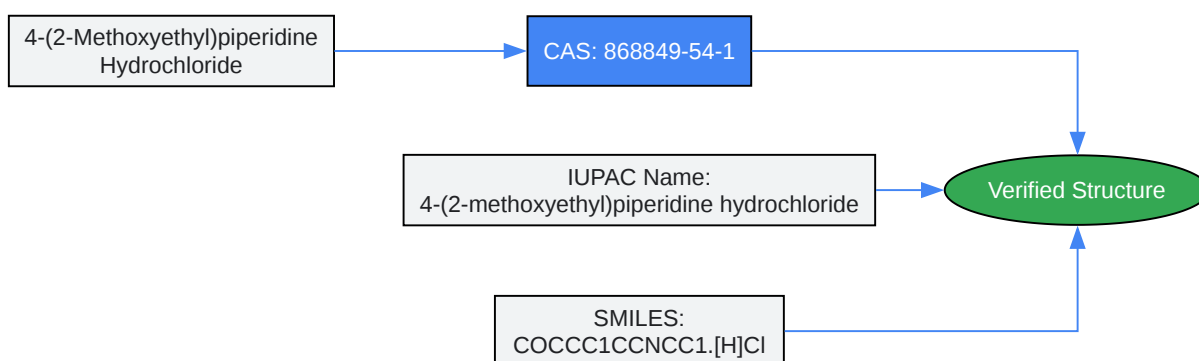 4-(2-Methoxyethyl)piperidine
Hydrochloride
CAS: 868849-54-1
IUPAC Name:
4-(2-methoxyethyl)piperidine hydrochloride
Verified Structure
SMILES:
COCCC1CCNCC1.[H]Cl